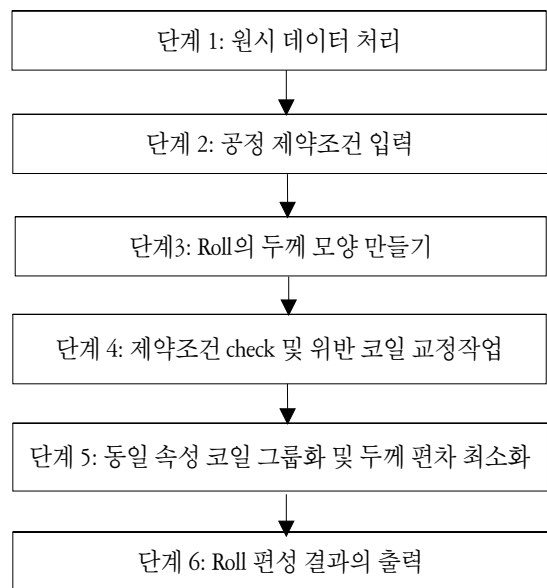 단계 1: 원시 데이터 처리
단계 2: 공정 제약조건 입력
단계3: Roll의 두께 모양 만들기
단계 4: 제약조건 check 및 위반 코일 교정작업
단계 5: 동일 속성 코일 그룹화 및 두께 편차 최소화
단계 6: Roll 편성 결과의 출력